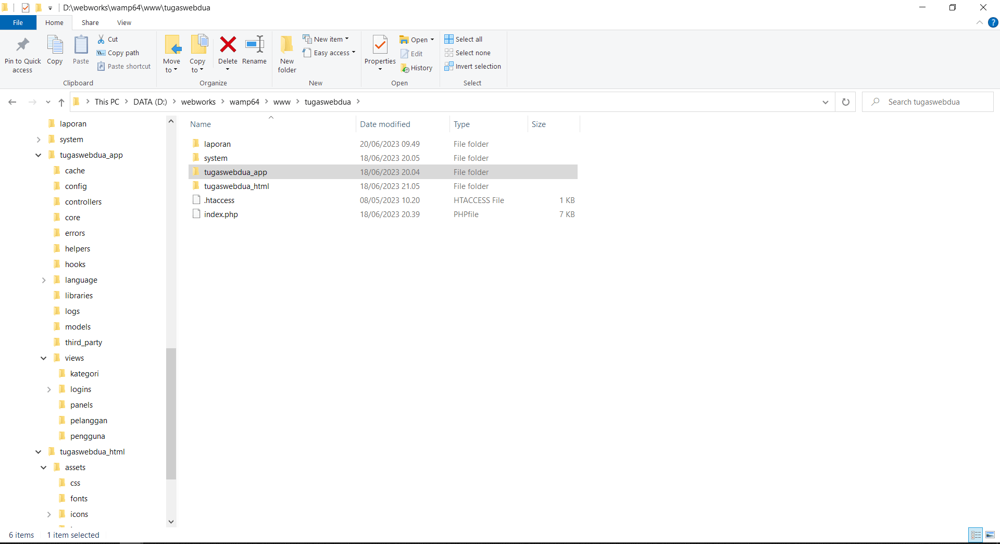 D:\webworks\wamp64\www\tugaswebdua
File Home Share View
Pin to Quick access
Copy
Paste
Cut
Copy path
Paste shortcut
Clipboard
Move to
Copy to
Delete
Rename
Organize
New folder
New item
Easy access
New
Properties
Open
Edit
History
Open
Select all
Select none
Invert selection
Select
This PC > DATA (D:) > webworks > wamp64 > www > tugaswebdua >
Search tugaswebdua
laporan
system
tugaswebdua_app
cache
config
controllers
core
errors
helpers
hooks
language
libraries
logs
models
third_party
views
kategori
logins
panels
pelanggan
pengguna
tugaswebdua_html
assets
css
fonts
icons
Name Date modified Type Size
laporan 20/06/2023 09.49 File folder
system 18/06/2023 20.05 File folder
tugaswebdua_app 18/06/2023 20.04 File folder
tugaswebdua_html 18/06/2023 21.05 File folder
.htaccess 08/05/2023 10.20 HTACCESS File 1 KB
index.php 18/06/2023 20.39 PHPfile 7 KB
6 items 1 item selected